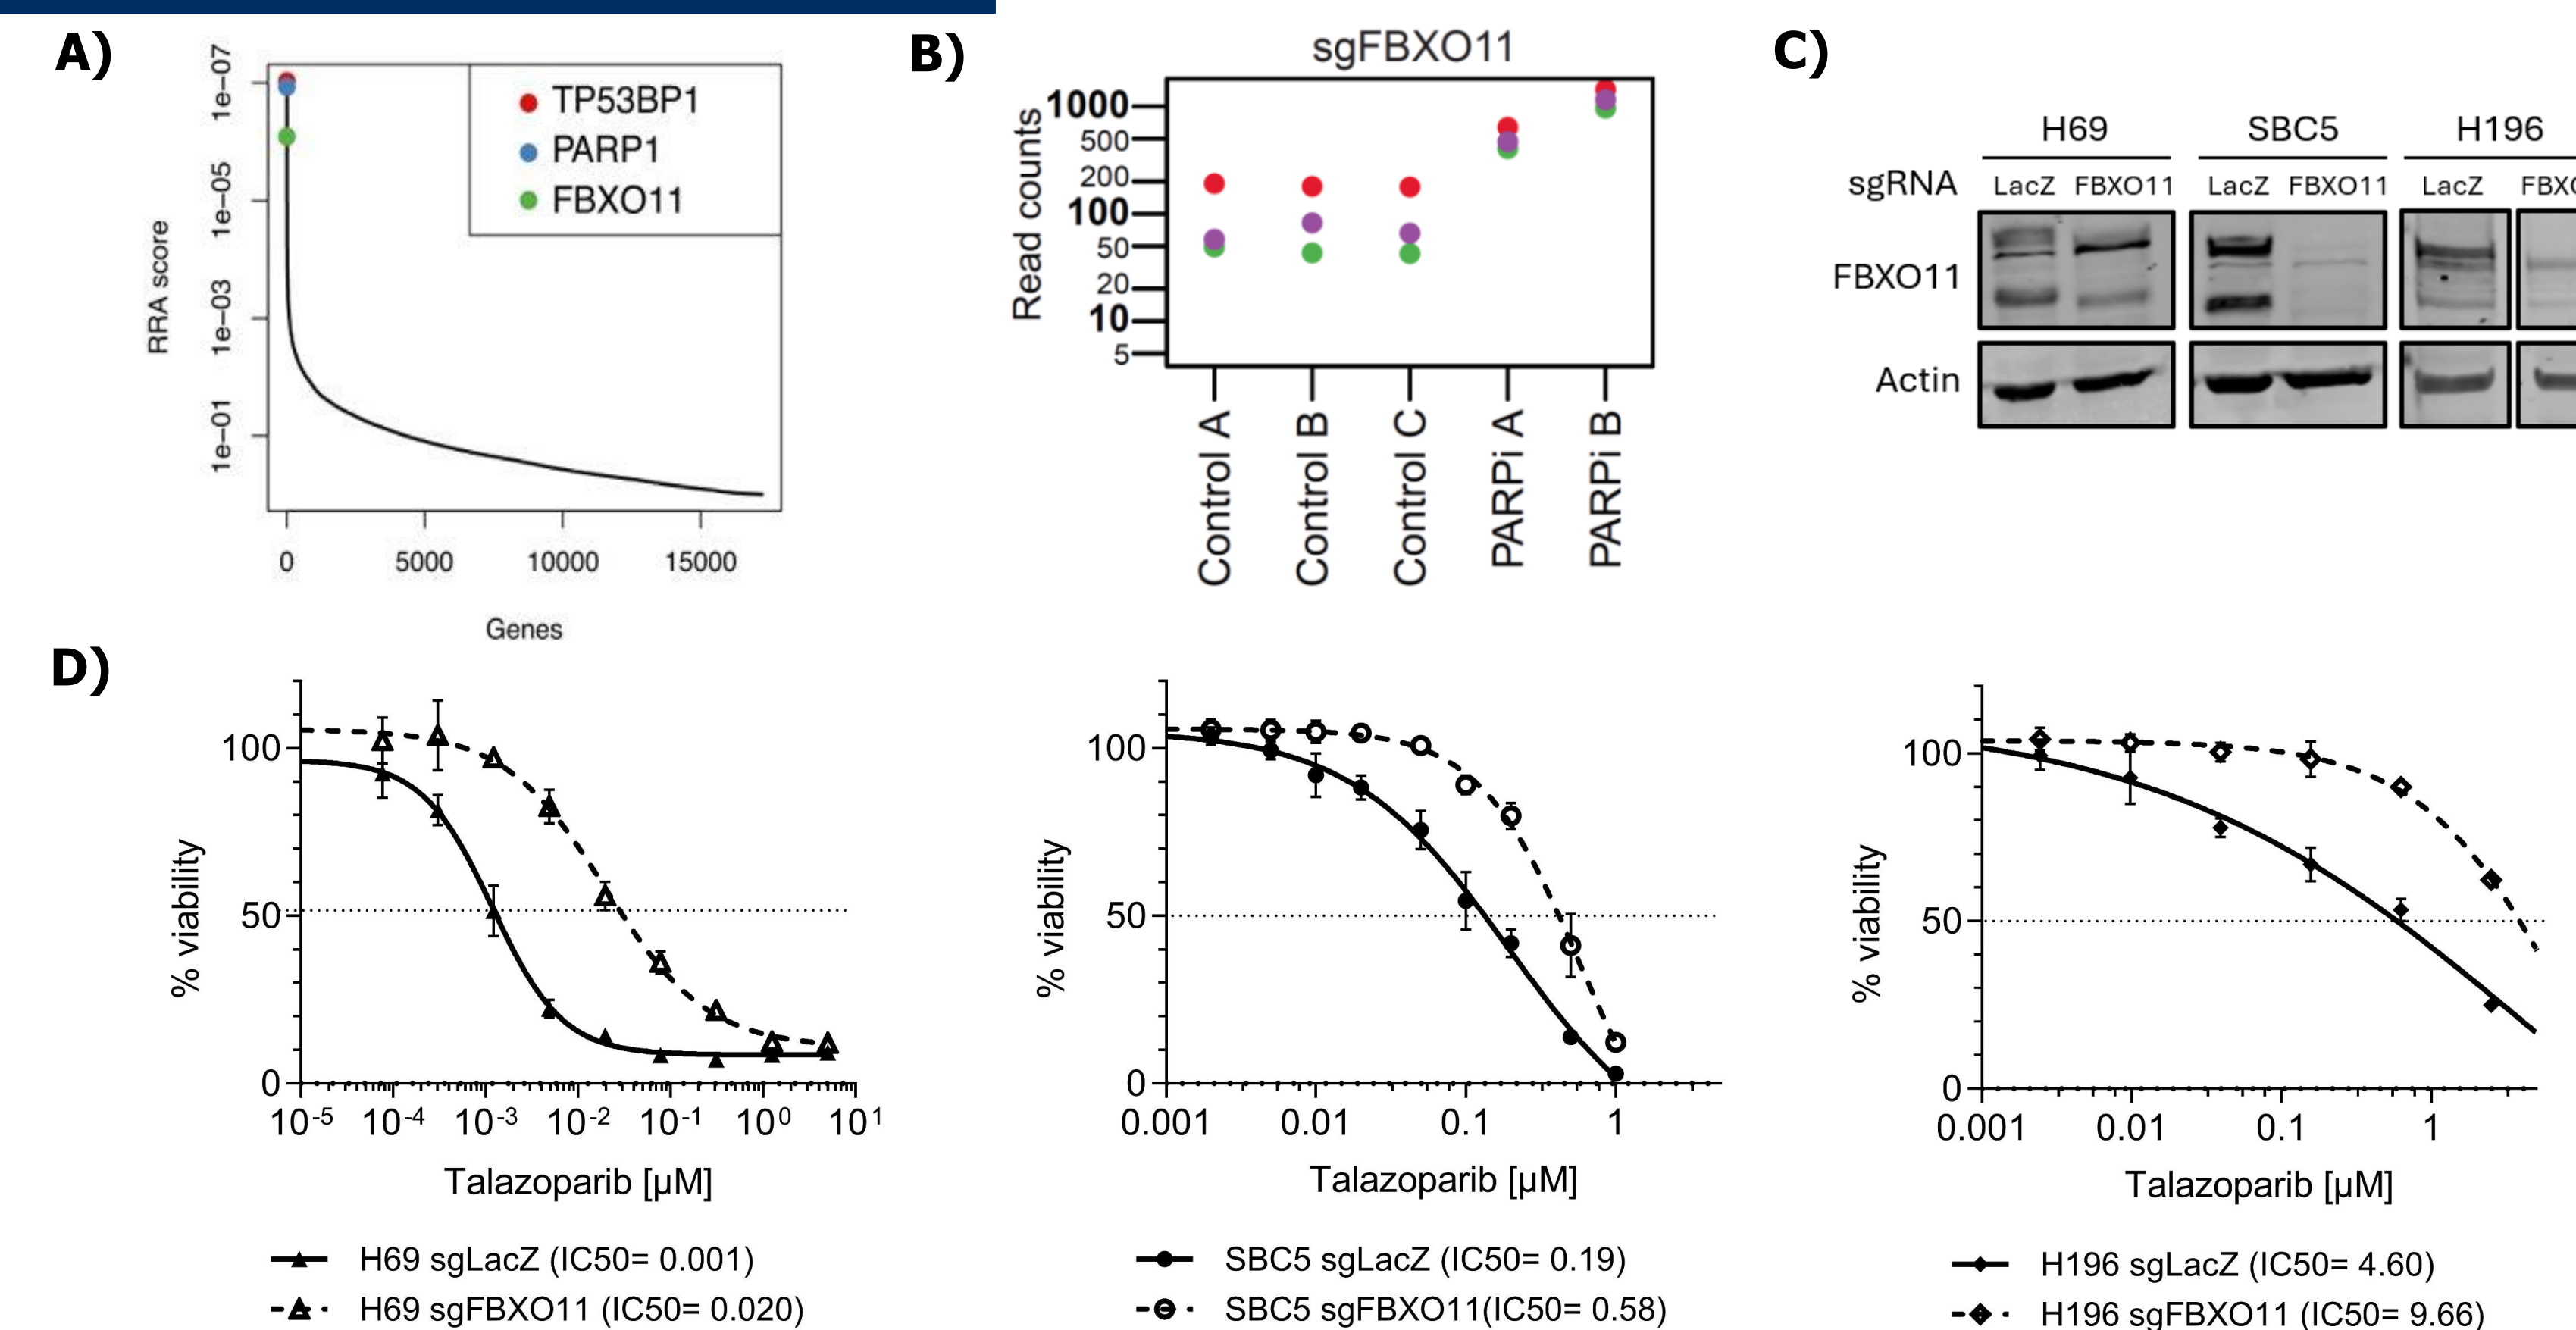 A)
1e-07
1e-05
1e-03
1e-01
RRA score
TP53BP1
PARP1
FBXO11
0
5000
10000
15000
Genes
B)
sgFBXO11
Read counts
1000
500
200
100
50
20
10
5
Control A
Control B
Control C
PARPi A
PARPi B
C)
H69 SBC5 H196
sgRNA LacZ FBXO11 LacZ FBXO11 LacZ
FBXO11
Actin
D)
% viability
100
50
0
10-5 10-4 10-3 10-2 10-1 100 101
Talazoparib [µM]
H69 sgLacZ (IC50= 0.001)
H69 sgFBXO11 (IC50= 0.020)
% viability
100
50
0
0.001 0.01 0.1 1
Talazoparib [µM]
SBC5 sgLacZ (IC50= 0.19)
SBC5 sgFBXO11(IC50= 0.58)
% viability
100
50
0
0.001 0.01 0.1 1
Talazoparib [µM]
H196 sgLacZ (IC50= 4.60)
H196 sgFBXO11 (IC50= 9.66)